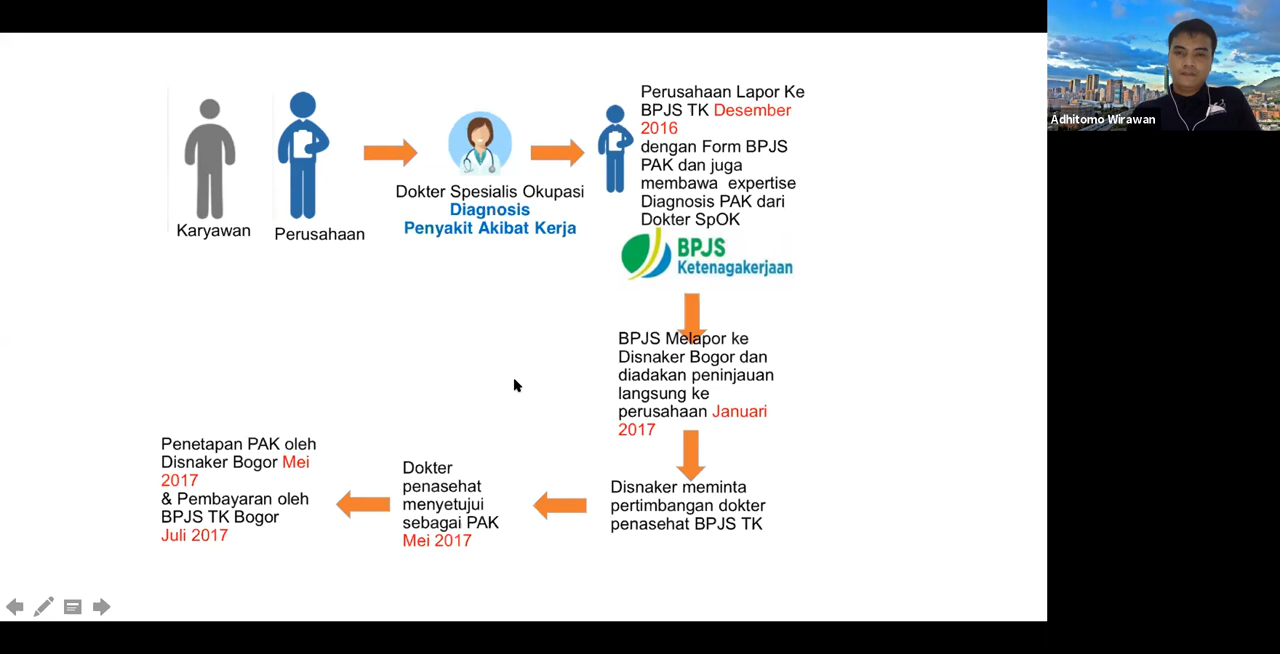 Karyawan
Perusahaan
Dokter Spesialis Okupasi
Diagnosis
Penyakit Akibat Kerja
Perusahaan Lapor Ke
BPJS TK Desember
2016
dengan Form BPJS
PAK dan juga
membawa expertise
Diagnosis PAK dari
Dokter SpOK
BPJS
Ketenagakerjaan
BPJS Melapor ke
Disnaker Bogor dan
diadakan peninjauan
langsung ke
perusahaan Januari
2017
Disnaker meminta
pertimbangan dokter
penasehat BPJS TK
Dokter
penasehat
menyetujui
sebagai PAK
Mei 2017
Penetapan PAK oleh
Disnaker Bogor Mei
2017
& Pembayaran oleh
BPJS TK Bogor
Juli 2017
Adhitomo Wirawan